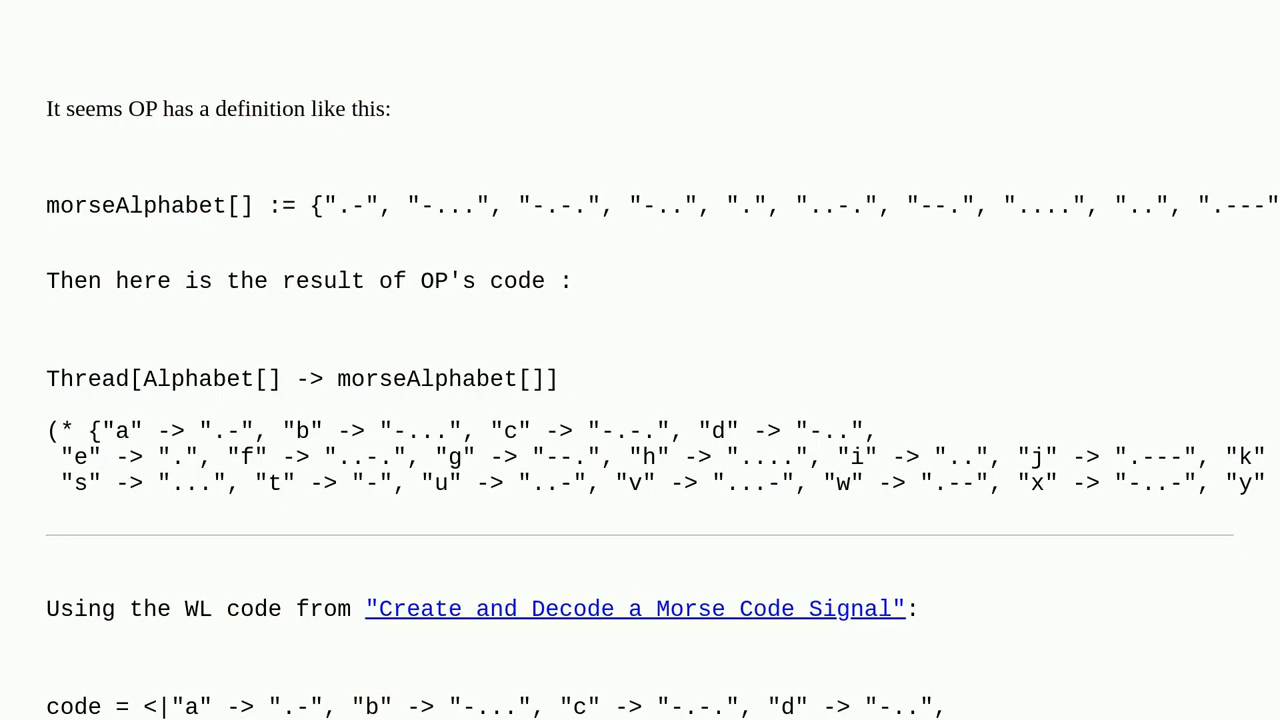 It seems OP has a definition like this:
morseAlphabet[] := {".-", "-...", "-.-.", "-..", ".", "..-.", "--.", "....", "..", ".---"
Then here is the result of OP's code :
Thread[Alphabet[] -> morseAlphabet[]]
(* {"a" -> ".-", "b" -> "-...", "c" -> "-.-.", "d" -> "-..",
"e" -> ".", "f" -> "..-.", "g" -> "--.", "h" -> "....", "i" -> "..", "j" -> ".---", "k"
"s" -> "...", "t" -> "-", "u" -> "..-", "v" -> "...-", "w" -> ".--", "x" -> "-..-", "y"
Using the WL code from "Create and Decode a Morse Code Signal":
code = <|"a" -> ".-", "b" -> "-...", "c" -> "-.-.", "d" -> "-..",